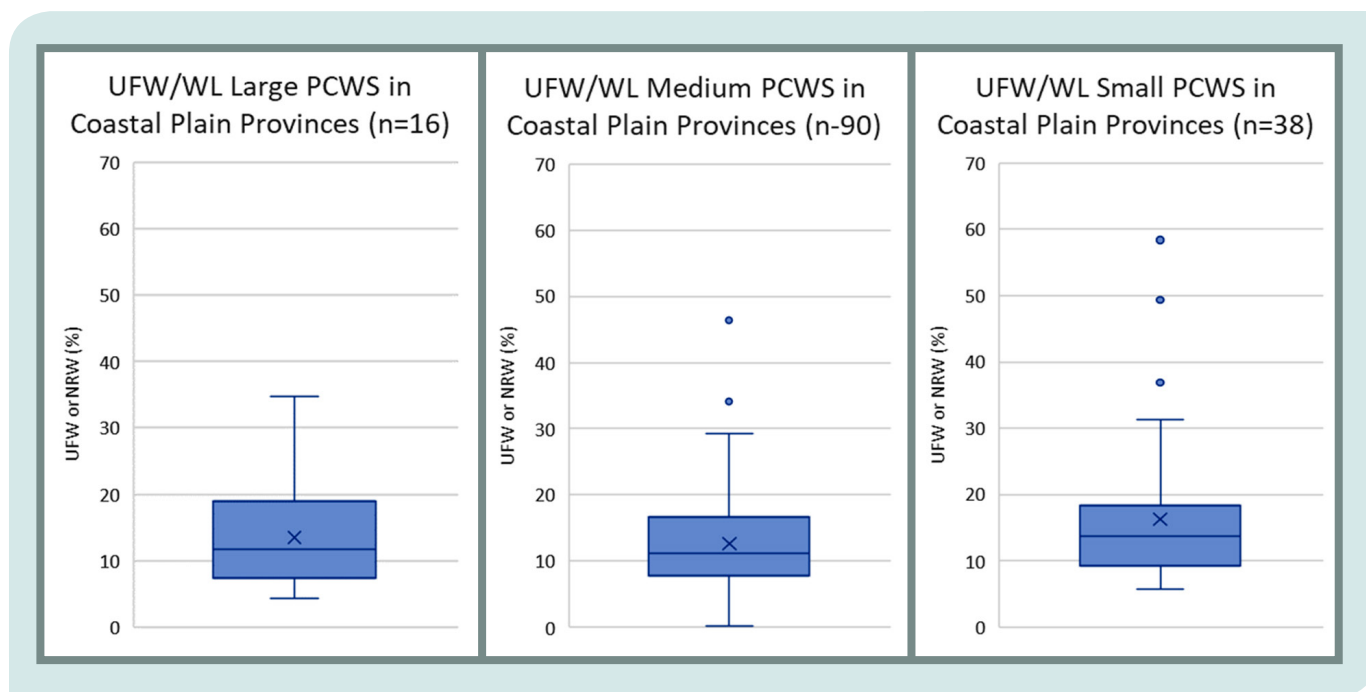 UFW/WL Large PCWS in
Coastal Plain Provinces (n=16)
70
60
50
40
30
20
10
0
UFW orNRW (%)
UFW/WL Medium PCWS in
Coastal Plain Provinces (n-90)
70
60
50
40
30
20
10
0
UFW or NRW (%)
UFW/WL Small PCWS in
Coastal Plain Provinces (n=38)
70
60
50
40
30
20
10
0
UFW or NRW (%)